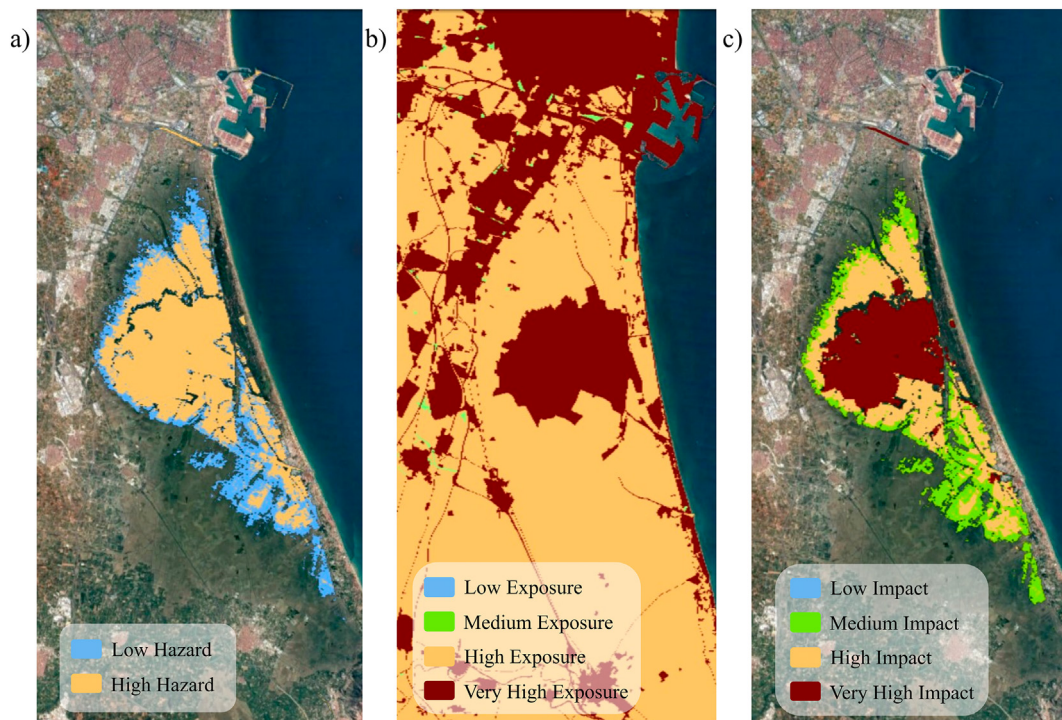 a)
b)
c)
Low Hazard
High Hazard
Low Exposure
Medium Exposure
High Exposure
Very High Exposure
Low Impact
Medium Impact
High Impact
Very High Impact